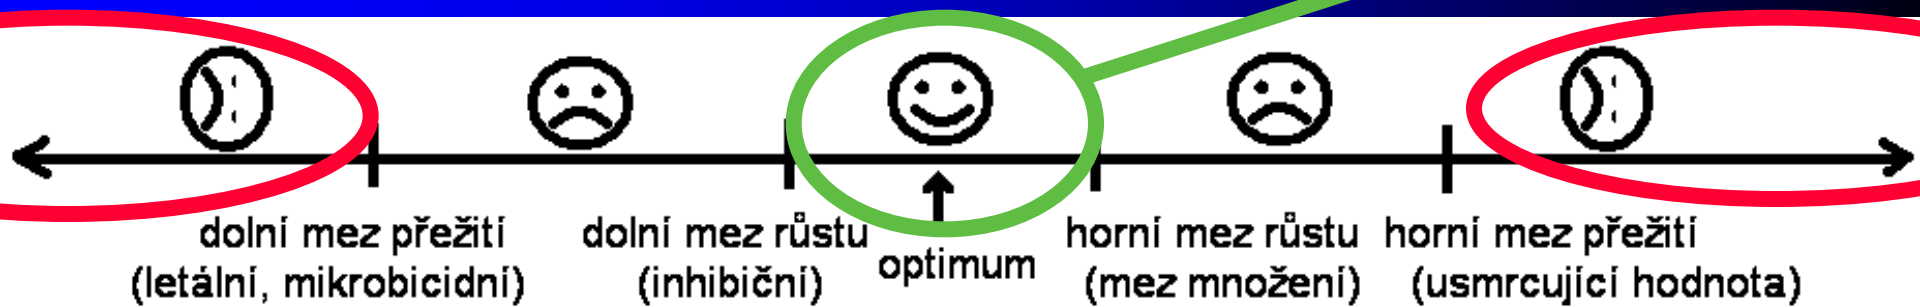 dolní mez přežití
(letální, mikrobicidní)
dolní mez růstu
(inhibiční)
optimum
horní mez růstu
(mez množení)
horní mez přežití
(usmrcující hodnota)